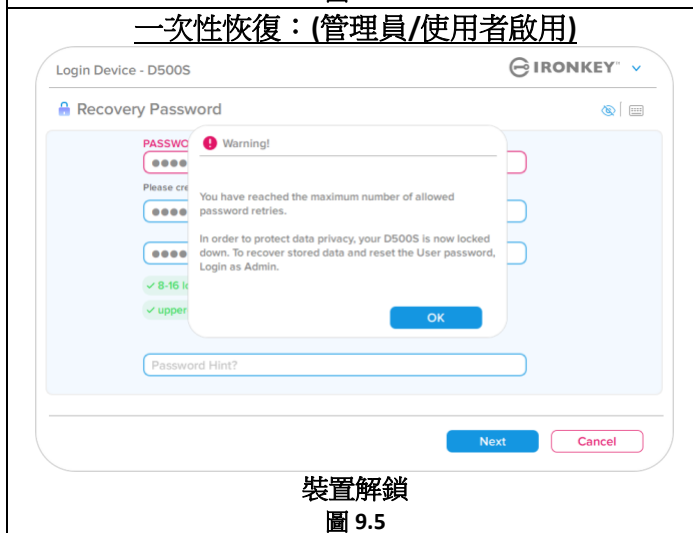 一次性恢復：(管理員/使用者啟用)
Login Device - D500S
IRONKEY
Recovery Password
Warning!
You have reached the maximum number of allowed
password retries.
In order to protect data privacy, your D500S is now locked
down. To recover stored data and reset the User password,
Login as Admin.
OK
PASSWO
Please cre
8-16 l
upper
Password Hint?
Next
Cancel
裝置解鎖
圖 9.5